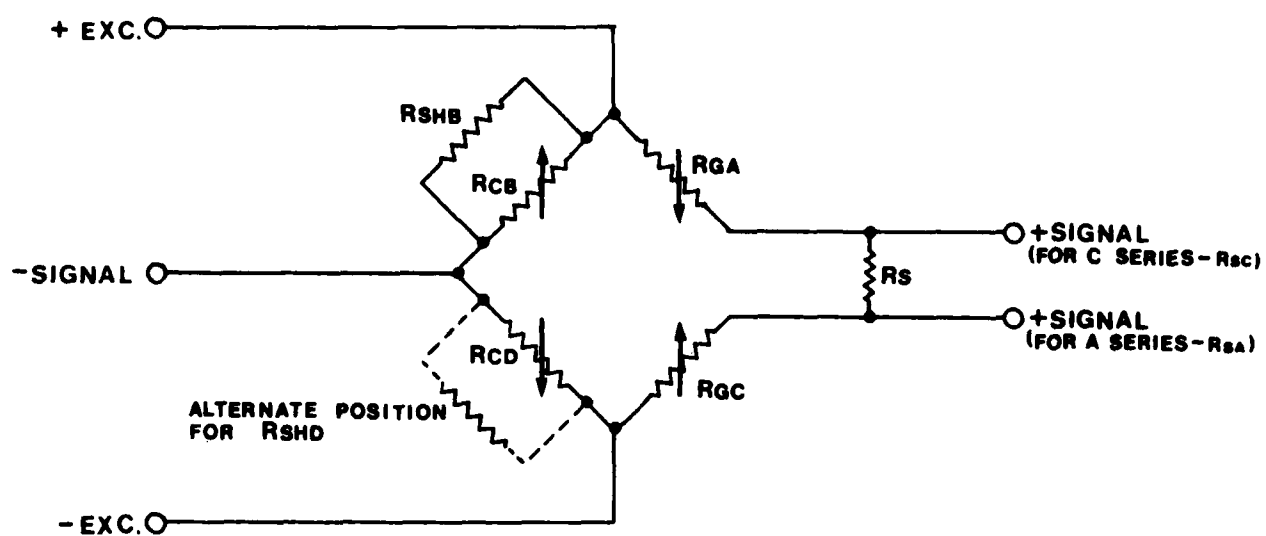 + EXC.
RSHB
RCB
RGA
+SIGNAL
(FOR C SERIES-RSC)
-SIGNAL
RS
+SIGNAL
(FOR A SERIES-RSA)
RCD
RGC
ALTERNATE POSITION
FOR RSHD
-EXC.